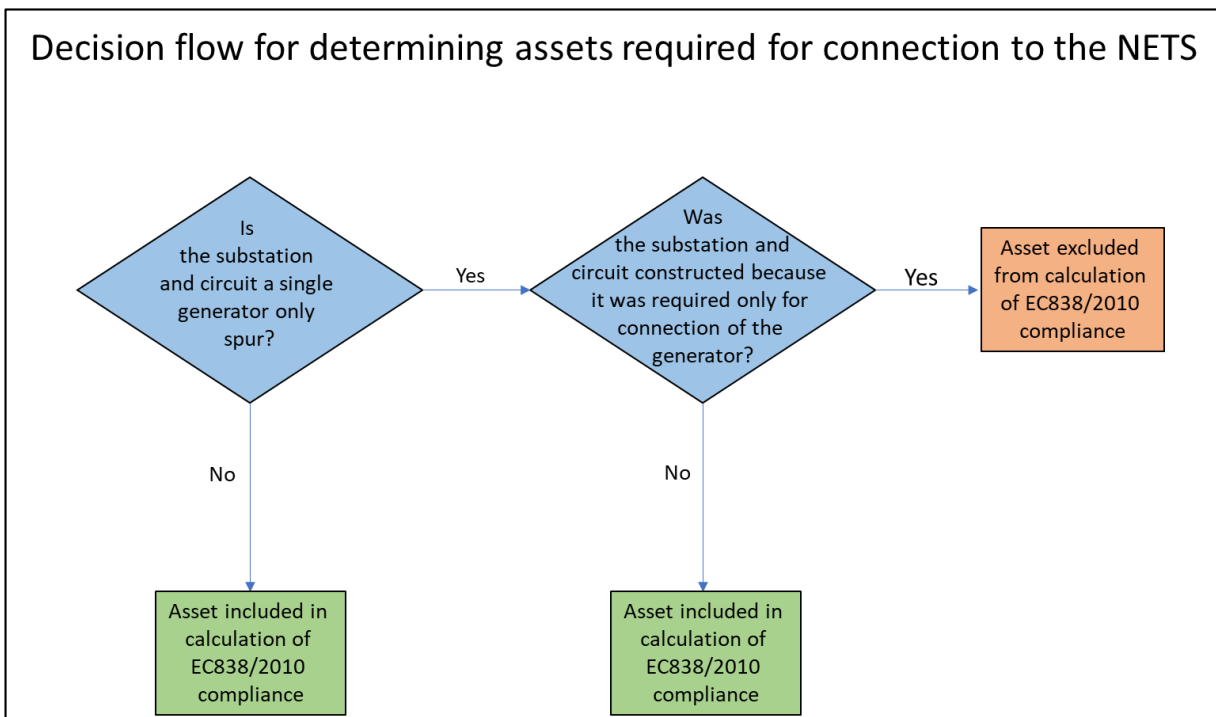 Decision flow for determining assets required for connection to the NETS
Is
the substation
and circuit a single
generator only
spur?
Yes
Was
the substation and
circuit constructed because
it was required only for
connection of the
generator?
Yes
Asset excluded
from calculation
of EC838/2010
compliance
No
No
Asset included in
calculation of
EC838/2010
compliance
Asset included in
calculation of
EC838/2010
compliance